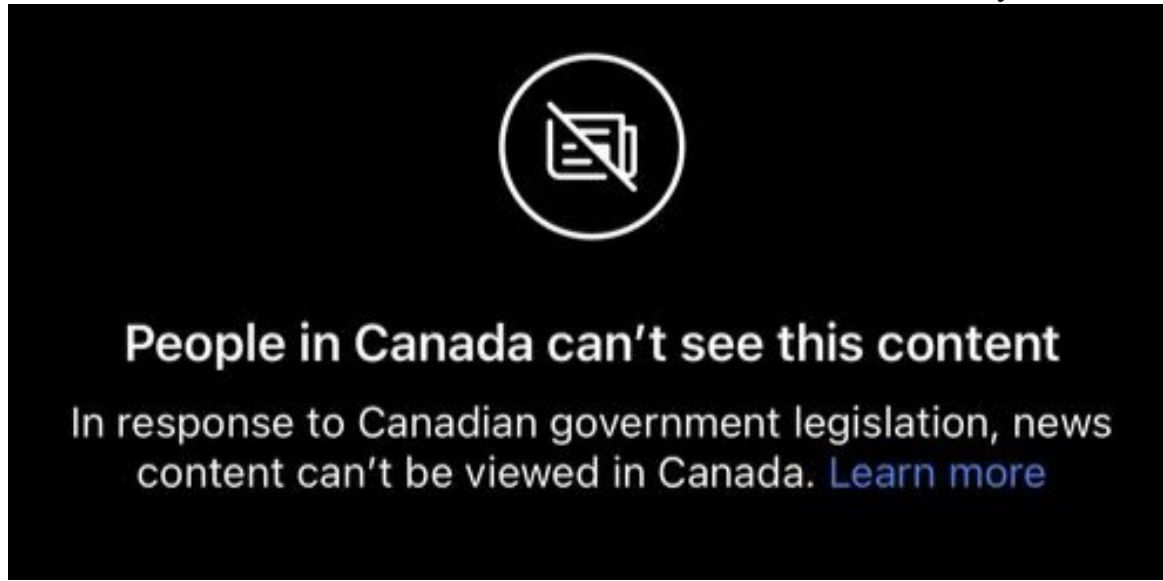 People in Canada can’t see this content
In response to Canadian government legislation, news
content can’t be viewed in Canada. Learn more